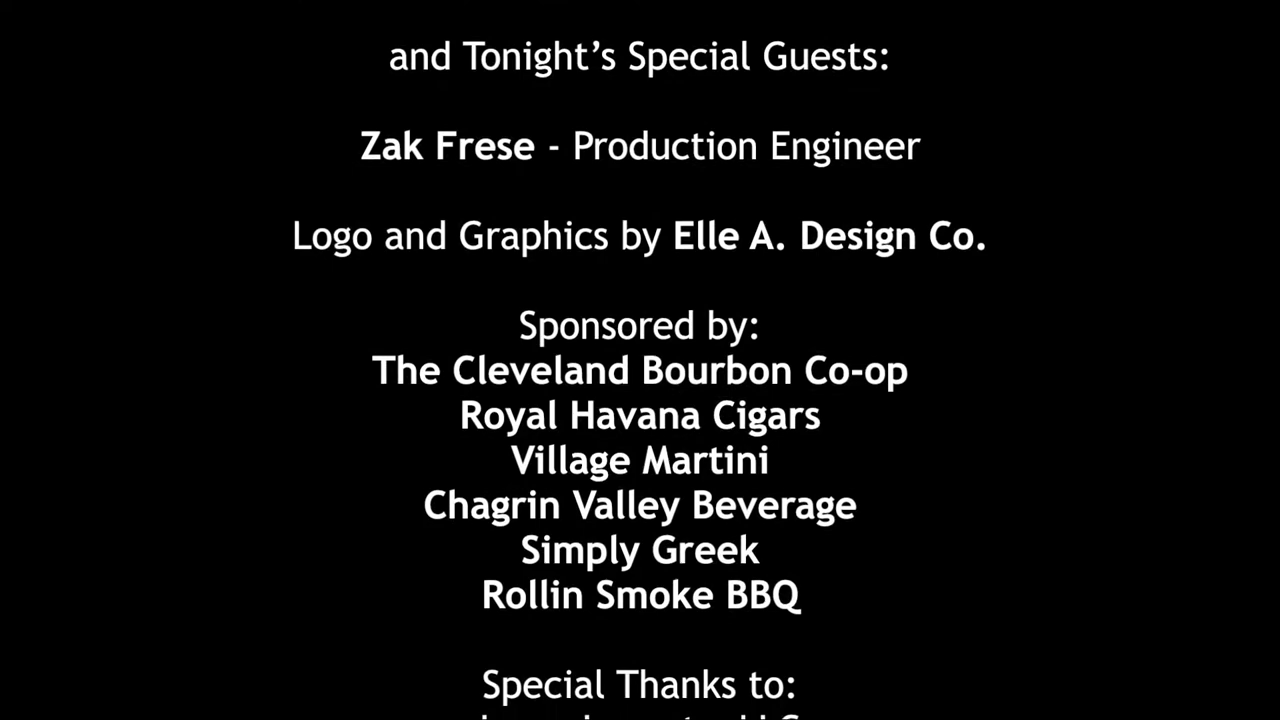 and Tonight’s Special Guests:
Zak Frese - Production Engineer
Logo and Graphics by Elle A. Design Co.
Sponsored by:
The Cleveland Bourbon Co-op
Royal Havana Cigars
Village Martini
Chagrin Valley Beverage
Simply Greek
Rollin Smoke BBQ
Special Thanks to: